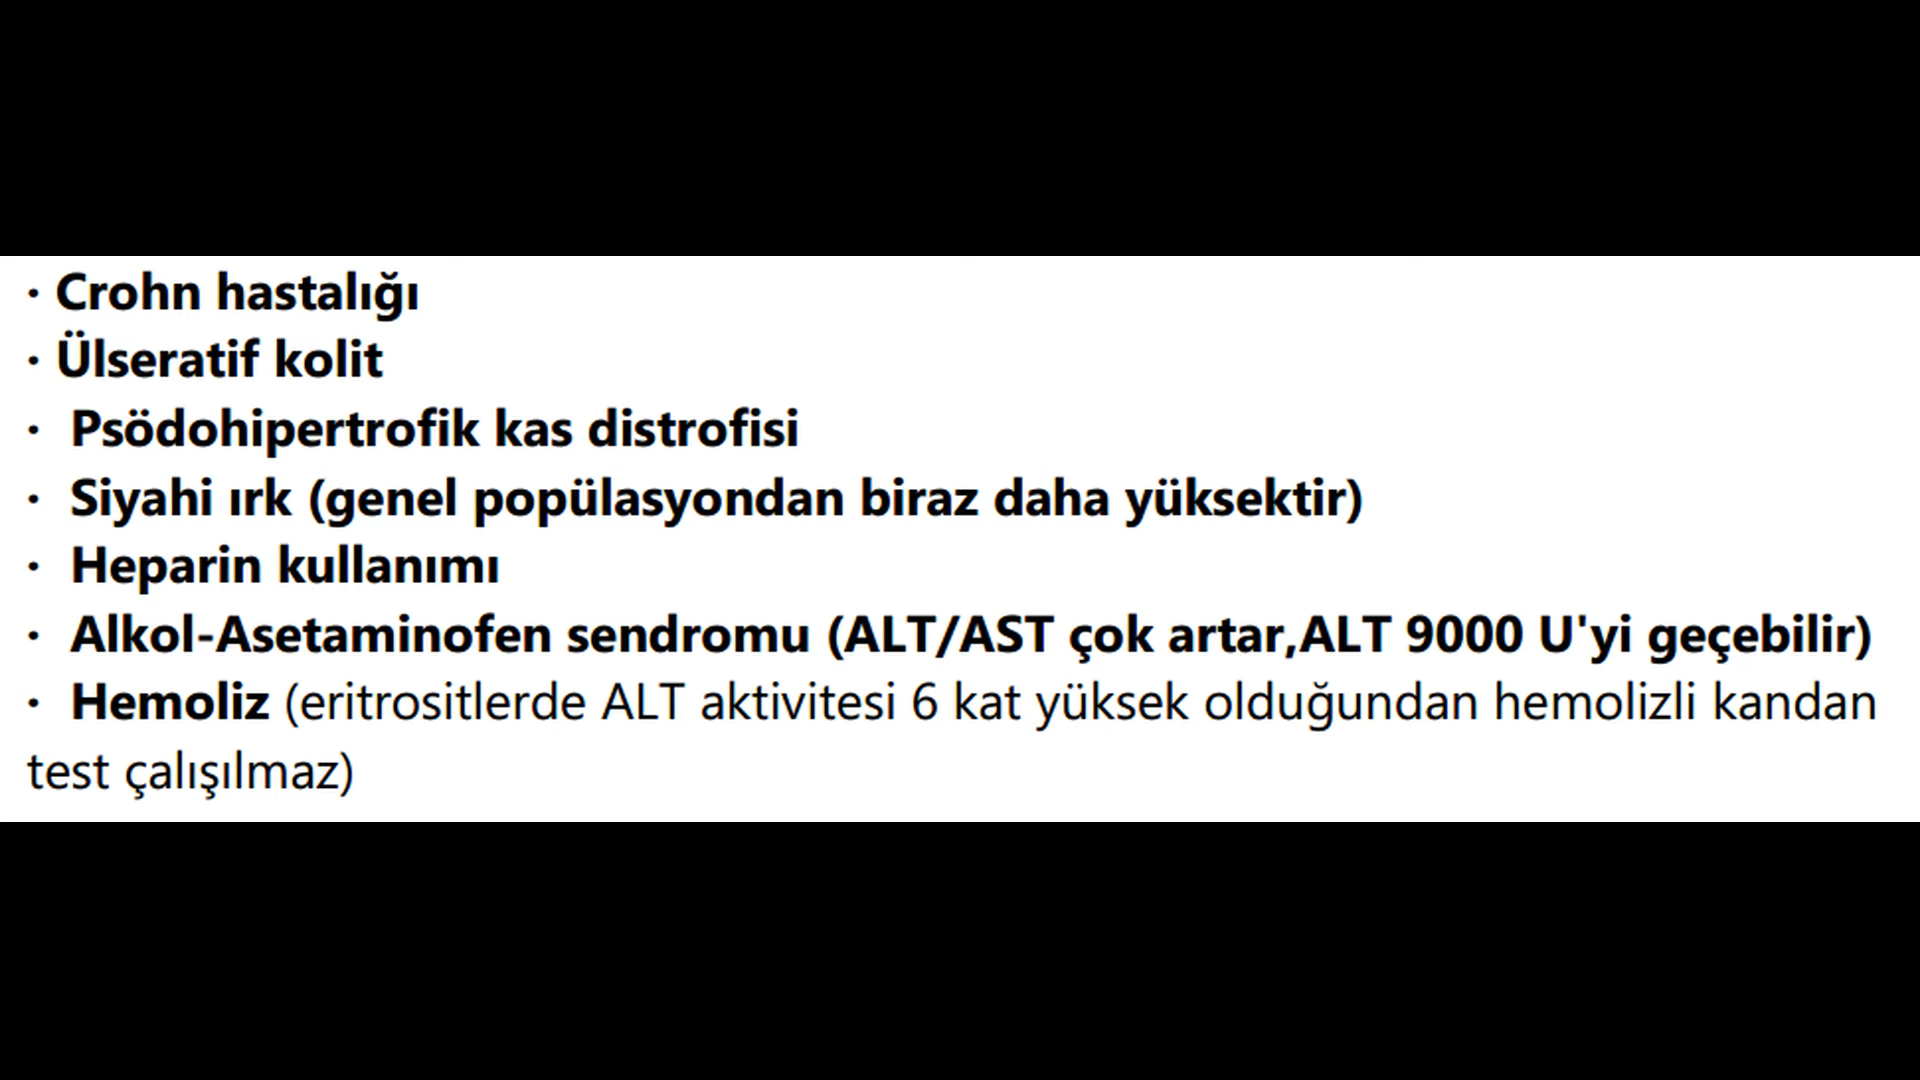 · Crohn hastalığı
· Ülseratif kolit
· Psödohipertrofik kas distrofisi
· Siyahi ırk (genel popülasyondan biraz daha yüksektir)
· Heparin kullanımı
· Alkol-Asetaminofen sendromu (ALT/AST çok artar,ALT 9000 U'yi geçebilir)
· Hemoliz (eritrositlerde ALT aktivitesi 6 kat yüksek olduğundan hemolizli kandan
test çalışılmaz)